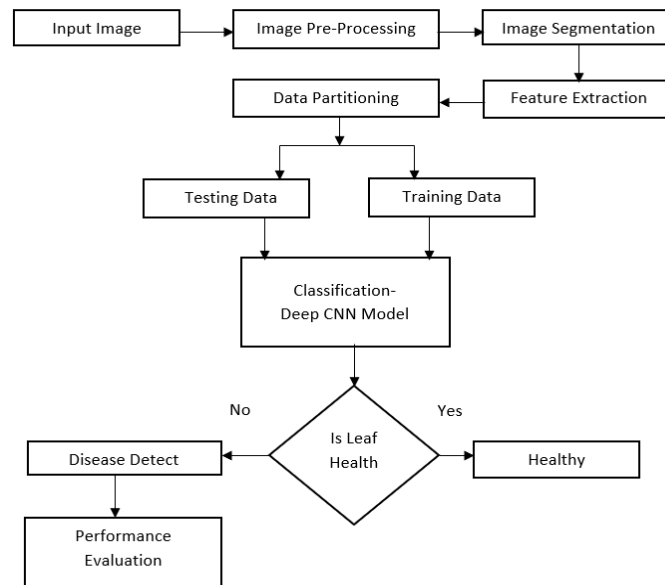 Input Image
Image Pre-Processing
Image Segmentation
Feature Extraction
Data Partitioning
Testing Data
Training Data
Classification-
Deep CNN Model
Is Leaf
Health
No
Yes
Disease Detect
Healthy
Performance
Evaluation